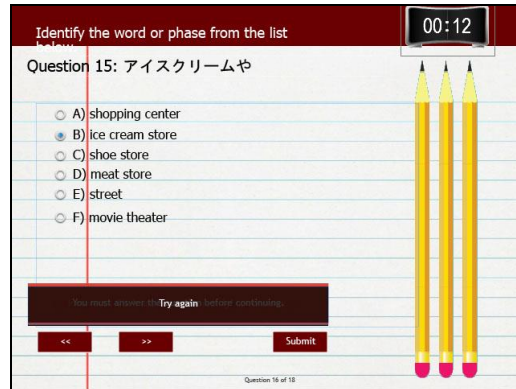 Identify the word or phase from the list
below
00:12
Question 15: アイスクリームや
A) shopping center
B) ice cream store
C) shoe store
D) meat store
E) street
F) movie theater
You must answer the Try again before continuing.
<< >> Submit
Question 16 of 18